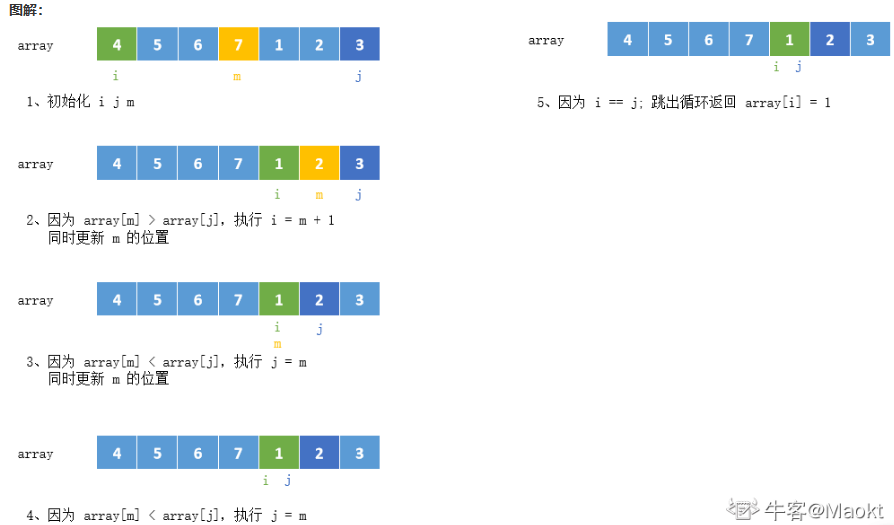 图解：
array 4 5 6 7 1 2 3
i m j
1、初始化 i j m
array 4 5 6 7 1 2 3
i m j
2、因为 array[m] > array[j]，执行 i = m + 1
同时更新 m 的位置
array 4 5 6 7 1 2 3
i j
m
3、因为 array[m] < array[j]，执行 j = m
同时更新 m 的位置
array 4 5 6 7 1 2 3
i j
4、因为 array[m] < array[j]，执行 j = m
array 4 5 6 7 1 2 3
i j
5、因为 i == j; 跳出循环返回 array[i] = 1
牛客@Maokt